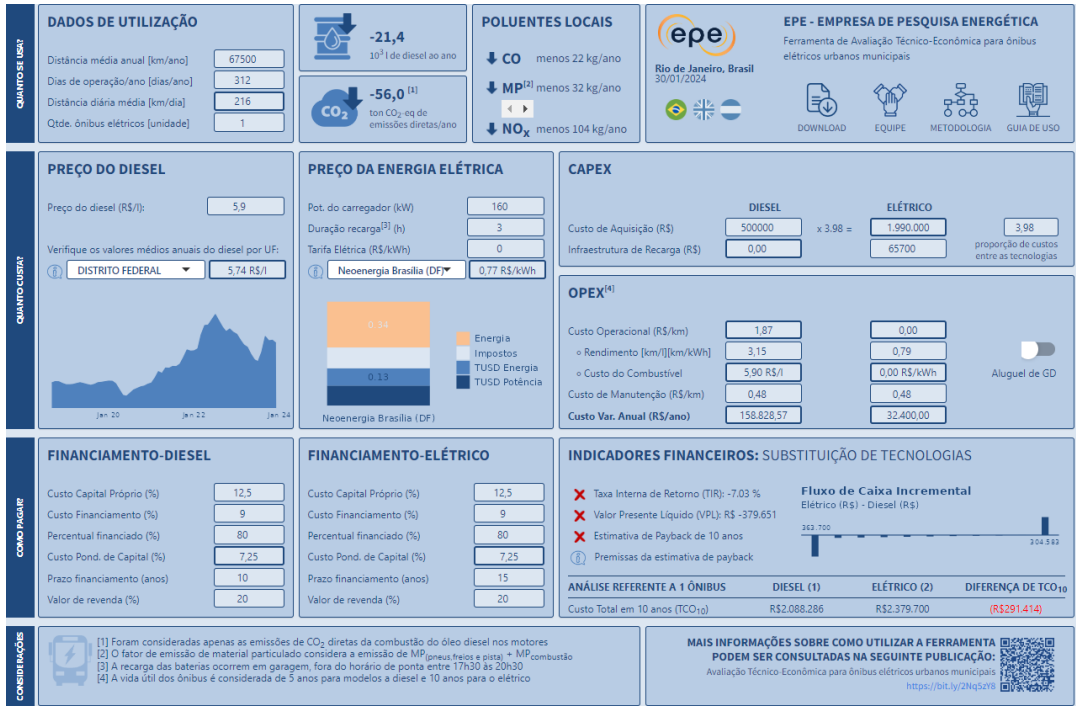 QUANTO SE USA?
DADOS DE UTILIZAÇÃO
Distância média anual [km/ano] 67500
Dias de operação/ano [dias/ano] 312
Distância diária média [km/dia] 216
Qtde. ônibus elétricos [unidade] 1
-21,4
10³ l de diesel ao ano
CO₂
-56,0 [1]
ton CO₂-eq de
emissões diretas/ano
POLUENTES LOCAIS
CO menos 22 kg/ano
MP[2] menos 32 kg/ano
NOx menos 104 kg/ano
epe
Rio de Janeiro, Brasil
30/01/2024
EPE - EMPRESA DE PESQUISA ENERGÉTICA
Ferramenta de Avaliação Técnico-Econômica para ônibus
elétricos urbanos municipais
DOWNLOAD EQUIPE METODOLOGIA GUIA DE USO
QUANTO CUSTA?
PREÇO DO DIESEL
Preço do diesel (R$/l): 5,9
Verifique os valores médios anuais do diesel por UF:
DISTRITO FEDERAL 5,74 R$/l
Jan 20 Jan 22 Jan 24
PREÇO DA ENERGIA ELÉTRICA
Pot. do carregador (kW) 160
Duração recarga[3] (h) 3
Tarifa Elétrica (R$/kWh) 0
Neoenergia Brasília (DF) 0,77 R$/kWh
0.34
0.13
Energia
Impostos
TUSD Energia
TUSD Potência
Neoenergia Brasília (DF)
CAPEX
DIESEL ELÉTRICO
Custo de Aquisição (R$) 500000 x 3.98 = 1.990.000 3,98
Infraestrutura de Recarga (R$) 0,00 65700
proporção de custos
entre as tecnologias
OPEX[4]
Custo Operacional (R$/km) 1,87 0,00
Rendimento [km/l][km/kWh] 3,15 0,79
Custo do Combustível 5,90 R$/l 0,00 R$/kWh
Custo de Manutenção (R$/km) 0,48 0,48
Custo Var. Anual (R$/ano) 158.828,57 32.400,00
Aluguel de GD
COMO PAGAR?
FINANCIAMENTO-DIESEL
Custo Capital Próprio (%) 12,5
Custo Financiamento (%) 9
Percentual financiado (%) 80
Custo Pond. de Capital (%) 7,25
Prazo financiamento (anos) 10
Valor de revenda (%) 20
FINANCIAMENTO-ELÉTRICO
Custo Capital Próprio (%) 12,5
Custo Financiamento (%) 9
Percentual financiado (%) 80
Custo Pond. de Capital (%) 7,25
Prazo financiamento (anos) 15
Valor de revenda (%) 20
INDICADORES FINANCEIROS: SUBSTITUIÇÃO DE TECNOLOGIAS
Taxa Interna de Retorno (TIR): -7.03 %
Valor Presente Líquido (VPL): R$ -379.651
Estimativa de Payback de 10 anos
Premissas da estimativa de payback
Fluxo de Caixa Incremental
Elétrico (R$) - Diesel (R$)
363.700
304.583
ANÁLISE REFERENTE A 1 ÔNIBUS DIESEL (1) ELÉTRICO (2) DIFERENÇA DE TCO₁₀
Custo Total em 10 anos (TCO₁₀) R$2.088.286 R$2.379.700 (R$291.414)
CONSIDERAÇÕES
[1] Foram consideradas apenas as emissões de CO₂ diretas da combustão do óleo diesel nos motores
[2] O fator de emissão de material particulado considera a emissão de MP(pneus,freios e pista) + MPcombustão
[3] A recarga das baterias ocorrem em garagem, fora do horário de ponta entre 17h30 às 20h30
[4] A vida útil dos ônibus é considerada de 5 anos para modelos a diesel e 10 anos para o elétrico
MAIS INFORMAÇÕES SOBRE COMO UTILIZAR A FERRAMENTA
PODEM SER CONSULTADAS NA SEGUINTE PUBLICAÇÃO:
Avaliação Técnico-Econômica para ônibus elétricos urbanos municipais
https://bit.ly/2NqSzY8